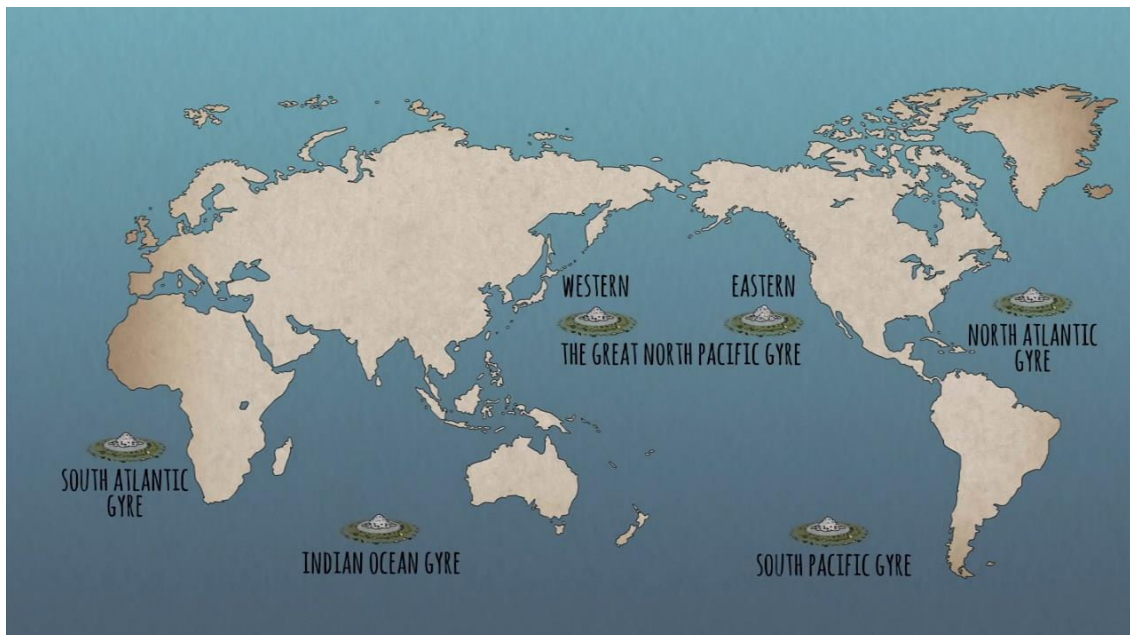 WESTERN
EASTERN
THE GREAT NORTH PACIFIC GYRE
NORTH ATLANTIC
GYRE
SOUTH ATLANTIC
GYRE
INDIAN OCEAN GYRE
SOUTH PACIFIC GYRE